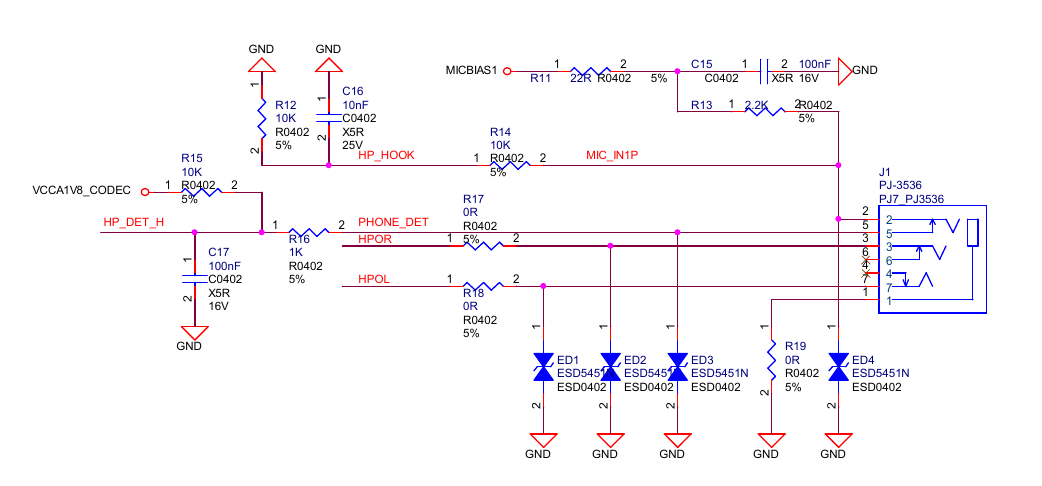 GND
GND
MICBIAS1
1
2
R11
22R
R0402
5%
C15
C0402
1
2
100nF
X5R
16V
GND
1
R12
10K
R0402
5%
2
1
C16
10nF
C0402
X5R
25V
2
R13
1
2.2K
2
R0402
5%
HP_HOOK
1
R14
10K
R0402
5%
2
MIC_IN1P
R15
10K
R0402
5%
VCCA1V8_CODEC
1
2
J1
PJ-3536
PJ7_PJ3536
HP_DET_H
1
R16
1K
R0402
5%
2
PHONE_DET
R17
0R
5%
HPOR
1
2
HPOL
1
2
R18
0R
R0402
5%
1
C17
100nF
C0402
X5R
16V
2
GND
2
5
3
6
4
7
1
2
5
3
6
4
7
1
1
ED1
ESD5451N
ESD0402
2
GND
1
ED2
ESD5451N
ESD0402
2
GND
1
ED3
ESD5451N
ESD0402
2
GND
1
R19
0R
R0402
5%
2
GND
1
ED4
ESD5451N
ESD0402
2
GND